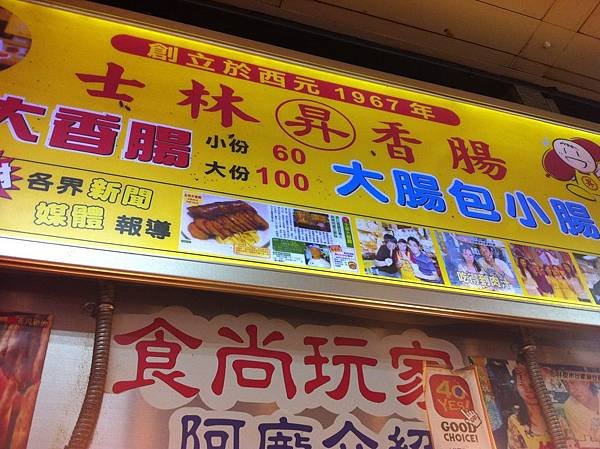 創立於西元1967年
士林昇香腸
大香腸 小份 60
大份 100
大腸包小腸
各界新聞
媒體報導
食尚玩家
40
YES!
GOOD
CHOICE!